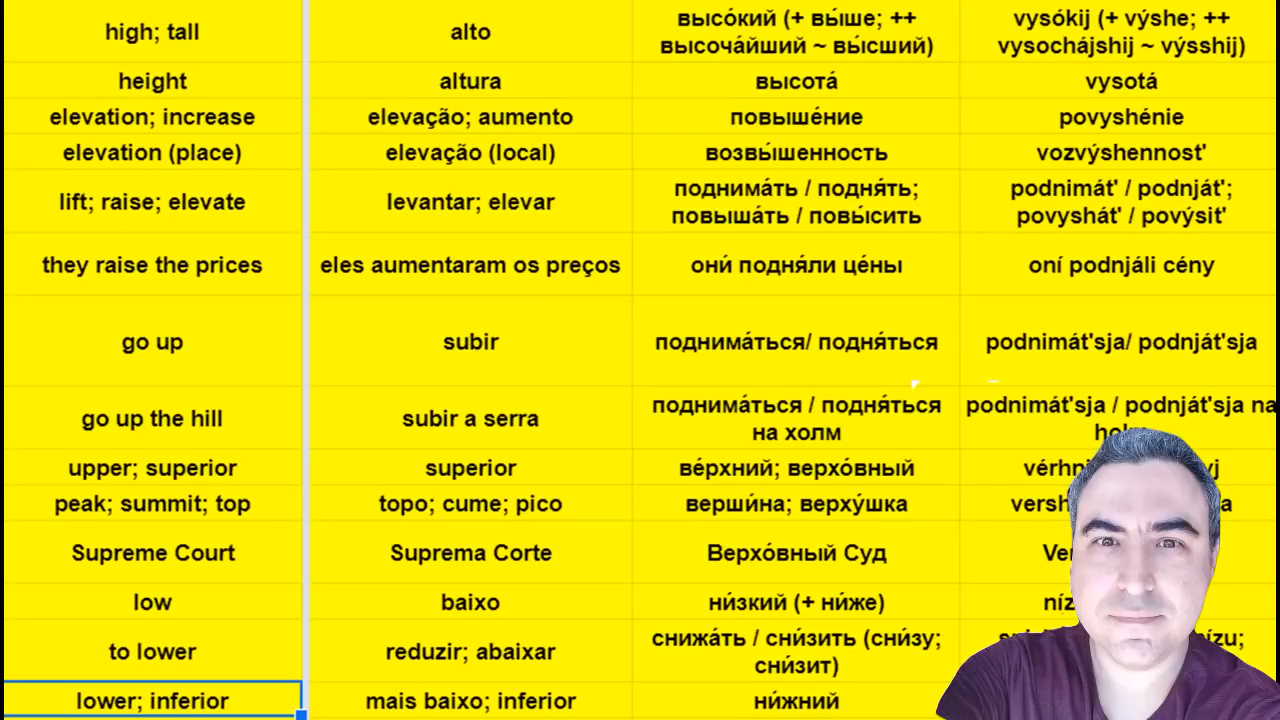 high; tall
alto
высо́кий (+ вы́ше; ++
высоча́йший ~ вы́сший)
vysókij (+ výshe; ++
vysochájshij ~ výsshij)
height
altura
высота́
vysotá
elevation; increase
elevação; aumento
повыше́ние
povyshénie
elevation (place)
elevação (local)
возвы́шенность
vozvýshennost'
lift; raise; elevate
levantar; elevar
поднима́ть / подня́ть;
повыша́ть / повы́сить
podnimát' / podnját';
povyshát' / povýsit'
they raise the prices
eles aumentaram os preços
они́ подня́ли це́ны
oní podnjáli cény
go up
subir
поднима́ться/ подня́ться
podnimát'sja/ podnját'sja
go up the hill
subir a serra
поднима́ться / подня́ться
на холм
podnimát'sja / podnját'sja na
upper; superior
superior
ве́рхний; верхо́вный
peak; summit; top
topo; cume; pico
верши́на; верху́шка
Supreme Court
Suprema Corte
Верхо́вный Суд
low
baixo
ни́зкий (+ ни́же)
to lower
reduzir; abaixar
снижа́ть / сни́зить (сни́зу;
сни́зит)
lower; inferior
mais baixo; inferior
ни́жний